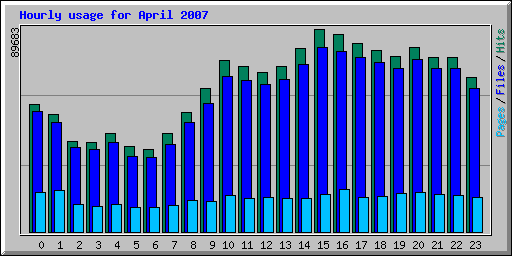 Hourly usage for April 2007
89683
Pages/Files/Hits
0 1 2 3 4 5 6 7 8 9 10 11 12 13 14 15 16 17 18 19 20 21 22 23